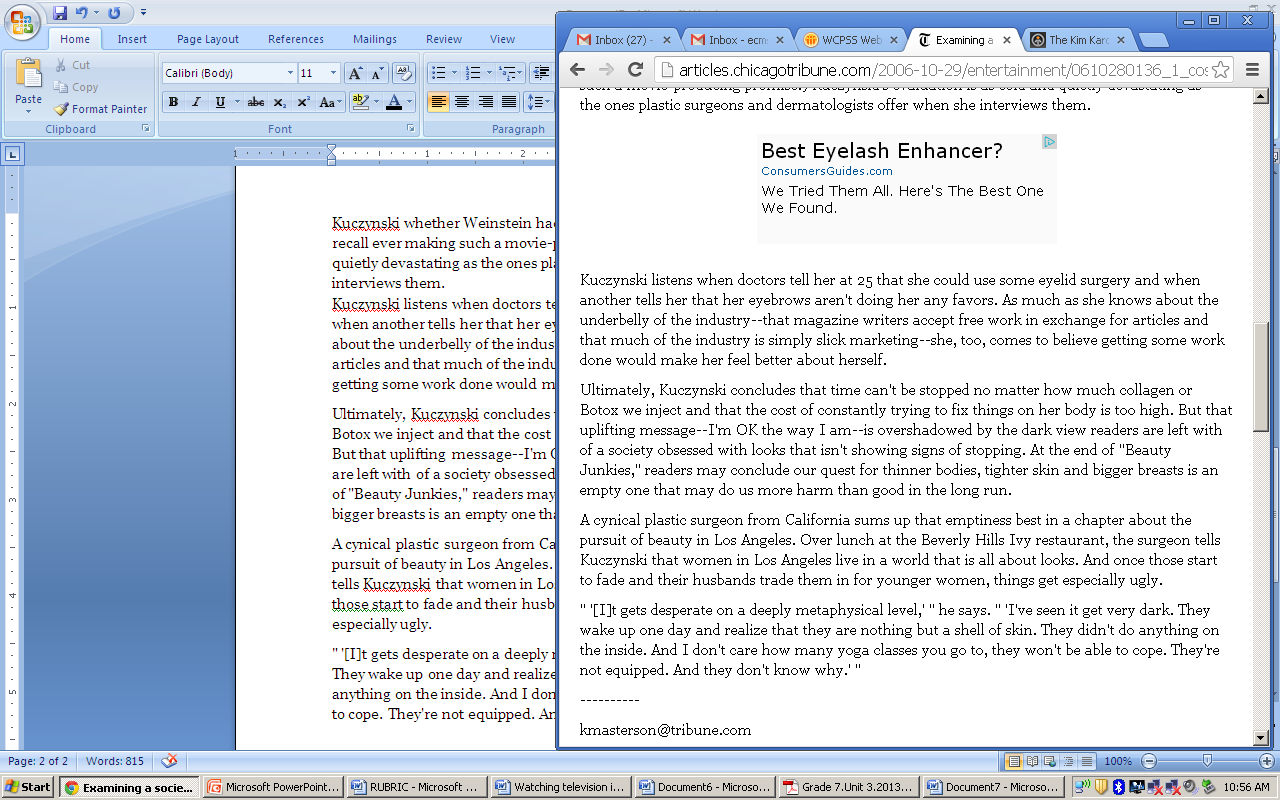 Home Insert Page Layout References Mailings Review View
Paste
Cut
Copy
Format Painter
Clipboard
Calibri (Body) 11
Font
Paragraph
Inbox (27) -
Inbox - ecm
WCPSS Web
Examining a
The Kim Kar
articles.chicagotribune.com/2006-10-29/entertainment/0610280136_1_co
the ones plastic surgeons and dermatologists offer when she interviews them.
Best Eyelash Enhancer?
ConsumersGuides.com
We Tried Them All. Here's The Best One
We Found.
Kuczynski listens when doctors tell her at 25 that she could use some eyelid surgery and when
another tells her that her eyebrows aren't doing her any favors. As much as she knows about the
underbelly of the industry--that magazine writers accept free work in exchange for articles and
that much of the industry is simply slick marketing--she, too, comes to believe getting some work
done would make her feel better about herself.
Ultimately, Kuczynski concludes that time can't be stopped no matter how much collagen or
Botox we inject and that the cost of constantly trying to fix things on her body is too high. But that
uplifting message--I'm OK the way I am--is overshadowed by the dark view readers are left with
of a society obsessed with looks that isn't showing signs of stopping. At the end of "Beauty
Junkies," readers may conclude our quest for thinner bodies, tighter skin and bigger breasts is an
empty one that may do us more harm than good in the long run.
A cynical plastic surgeon from California sums up that emptiness best in a chapter about the
pursuit of beauty in Los Angeles. Over lunch at the Beverly Hills Ivy restaurant, the surgeon tells
Kuczynski that women in Los Angeles live in a world that is all about looks. And once those start
to fade and their husbands trade them in for younger women, things get especially ugly.
" '[I]t gets desperate on a deeply metaphysical level,' " he says. " 'I've seen it get very dark. They
wake up one day and realize that they are nothing but a shell of skin. They didn't do anything on
the inside. And I don't care how many yoga classes you go to, they won't be able to cope. They're
not equipped. And they don't know why.' "
----------
kmasterson@tribune.com
Kuczynski whether Weinstein ha
recall ever making such a movie-p
quietly devastating as the ones pla
interviews them.
Kuczynski listens when doctors te
when another tells her that her ey
about the underbelly of the indus
articles and that much of the indu
getting some work done would m
Ultimately, Kuczynski concludes
Botox we inject and that the cost
But that uplifting message--I'm O
are left with of a society obsessed
of "Beauty Junkies," readers may
bigger breasts is an empty one tha
A cynical plastic surgeon from Ca
pursuit of beauty in Los Angeles.
tells Kuczynski that women in Lo
those start to fade and their husb
especially ugly.
" '[I]t gets desperate on a deeply
They wake up one day and realize
anything on the inside. And I don
to cope. They're not equipped. An
Page: 2 of 2 Words: 815 100%
Start Examining a socie... Microsoft PowerPoint... RUBRIC - Microsoft ... Watching television i... Document6 - Microso... Grade 7.Unit 3.2013... Document7 - Microso... 10:56 AM